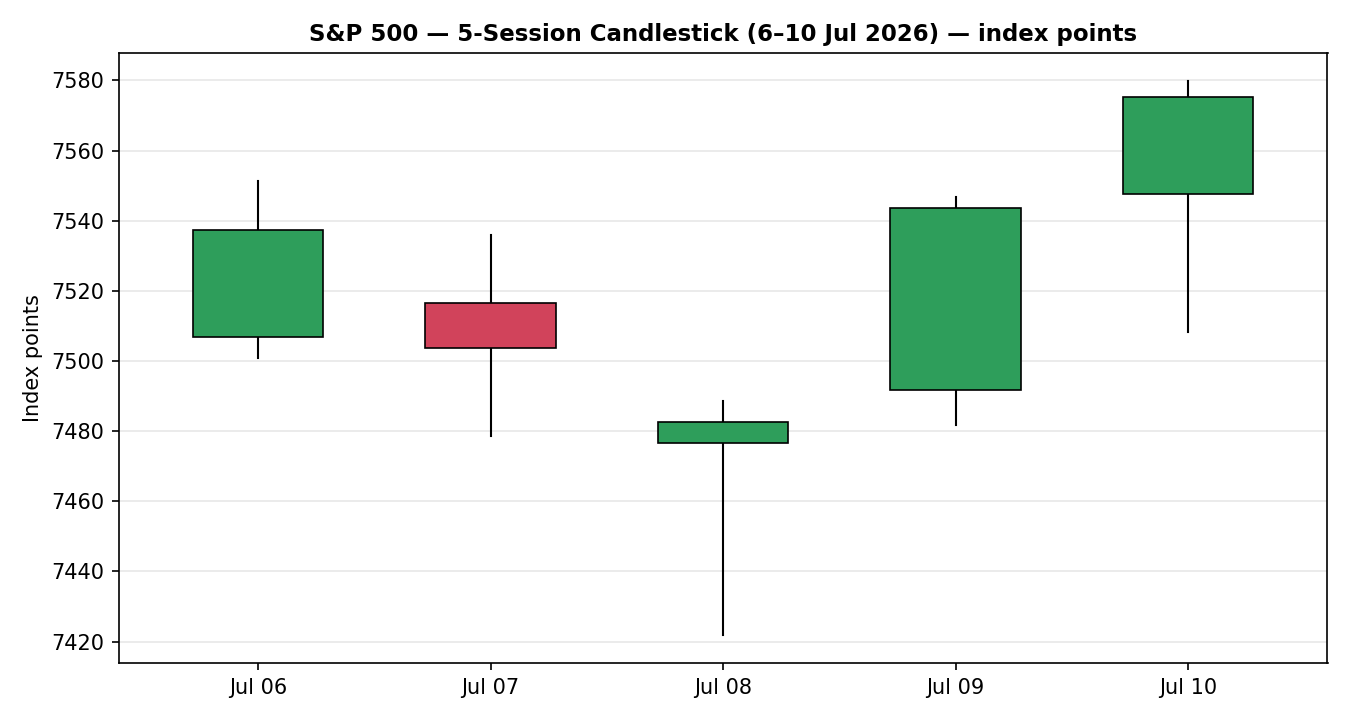 S&P 500 — 5-Session Candlestick (6–10 Jul 2026) — index points
Index points
7580
7560
7540
7520
7500
7480
7460
7440
7420
Jul 06
Jul 07
Jul 08
Jul 09
Jul 10